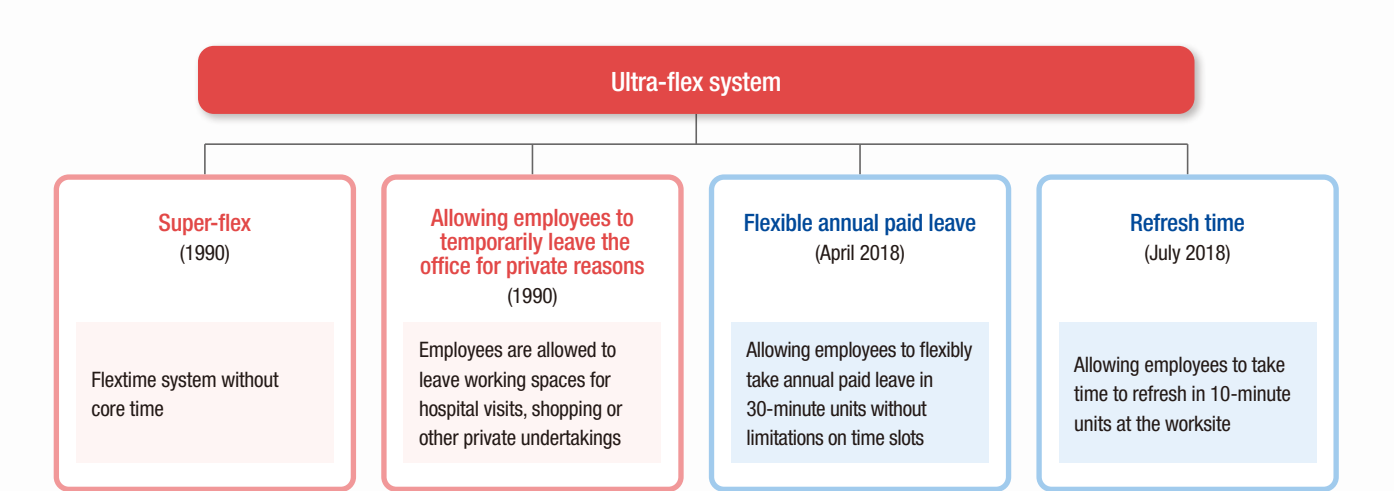 Ultra-flex system
Super-flex
(1990)
Flextime system without
core time
Allowing employees to
temporarily leave the
office for private reasons
(1990)
Employees are allowed to
leave working spaces for
hospital visits, shopping or
other private undertakings
Flexible annual paid leave
(April 2018)
Allowing employees to flexibly
take annual paid leave in
30-minute units without
limitations on time slots
Refresh time
(July 2018)
Allowing employees to take
time to refresh in 10-minute
units at the worksite